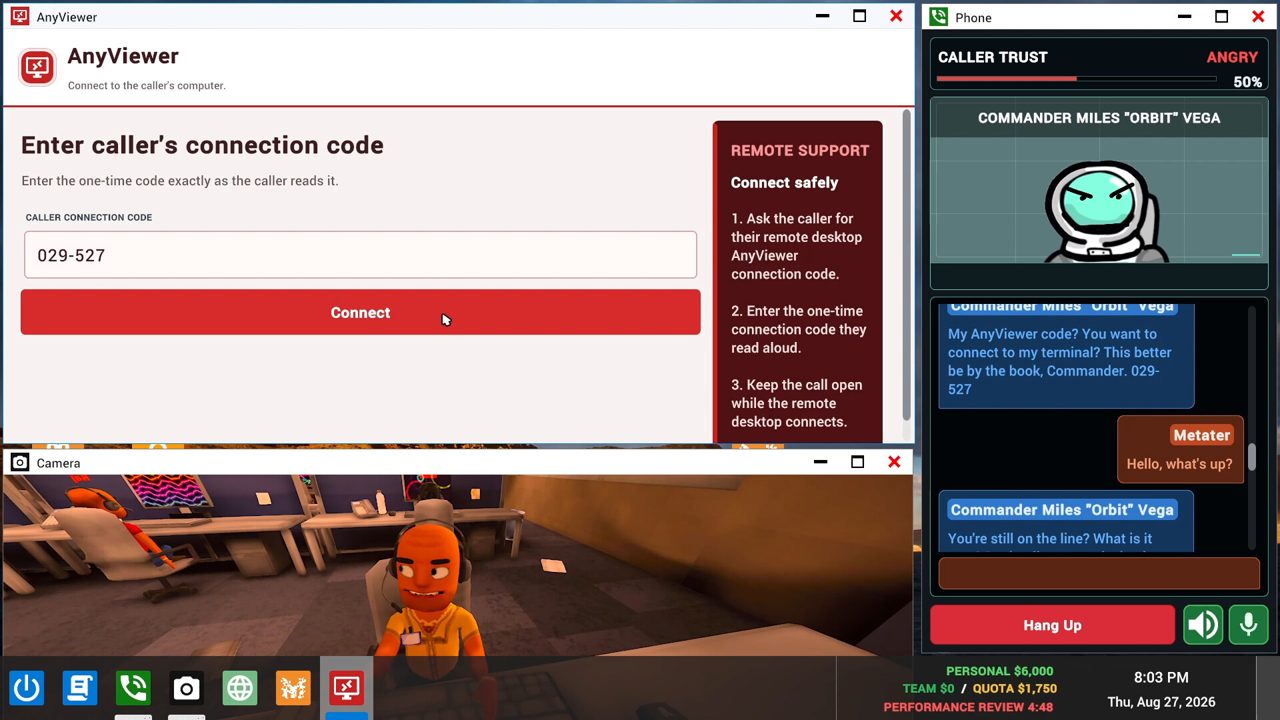 AnyViewer
AnyViewer
Connect to the caller's computer.
Enter caller's connection code
Enter the one-time code exactly as the caller reads it.
CALLER CONNECTION CODE
029-527
Connect
REMOTE SUPPORT
Connect safely
1. Ask the caller for
their remote desktop
AnyViewer
connection code.
2. Enter the one-time
connection code they
read aloud.
3. Keep the call open
while the remote
desktop connects.
Camera
Phone
CALLER TRUST
ANGRY
50%
COMMANDER MILES "ORBIT" VEGA
Commander Miles "Orbit" Vega
My AnyViewer code? You want to
connect to my terminal? This better
be by the book, Commander. 029-
527
Metater
Hello, what's up?
Commander Miles "Orbit" Vega
You're still on the line? What is it
Hang Up
PERSONAL $6,000
TEAM $0 / QUOTA $1,750
PERFORMANCE REVIEW 4:48
8:03 PM
Thu, Aug 27, 2026